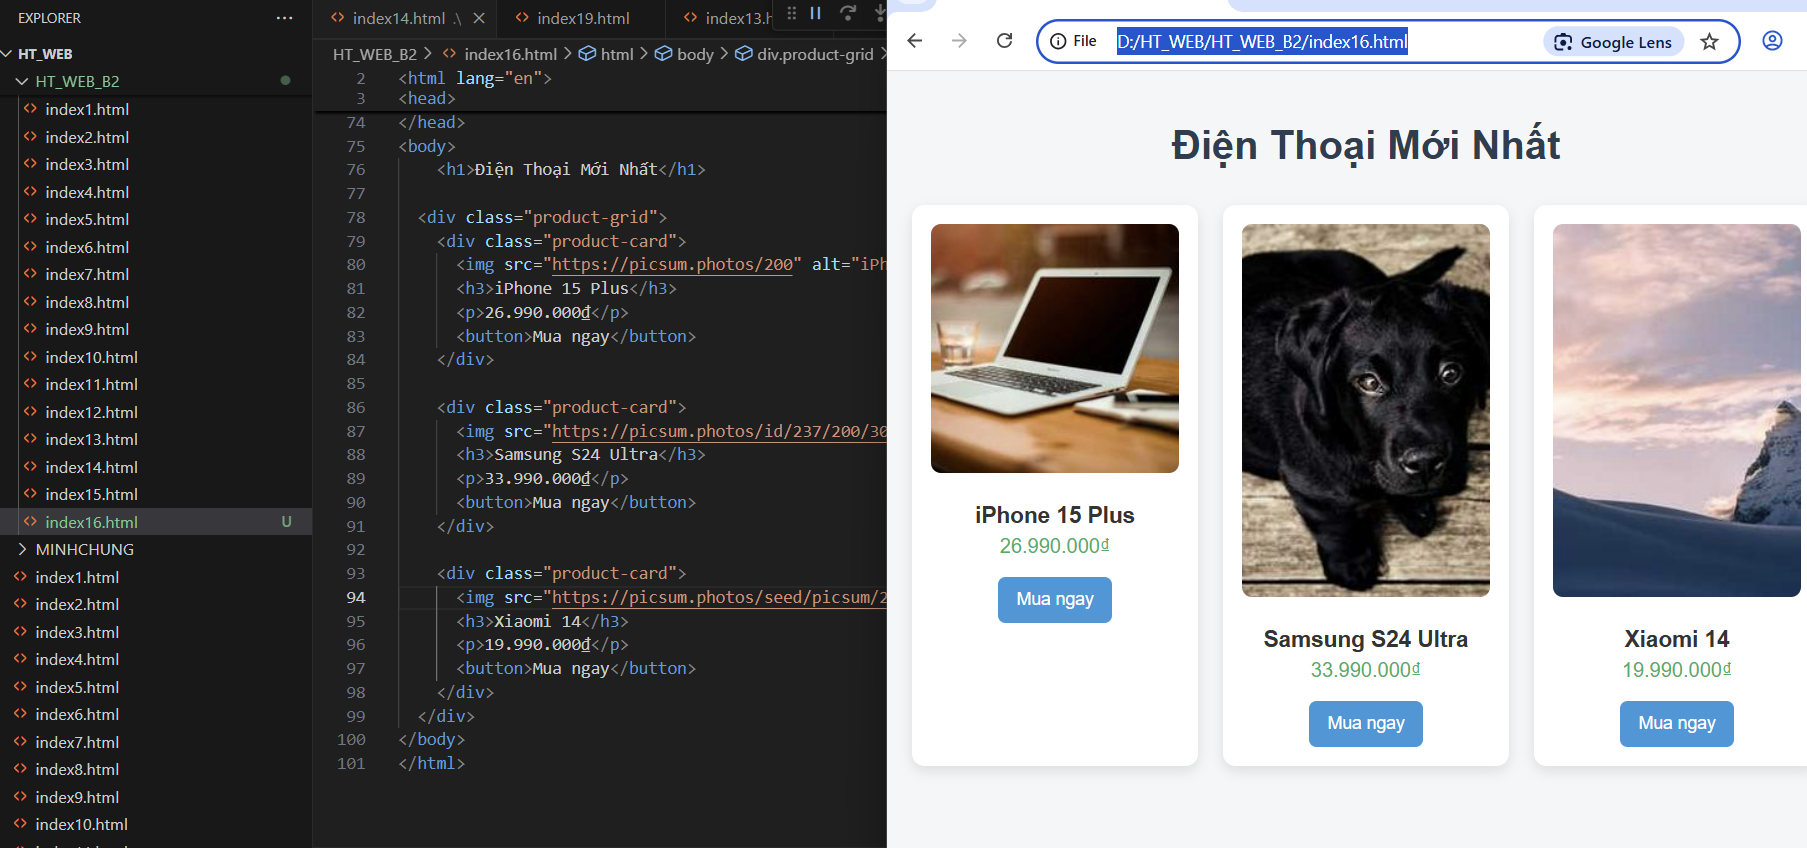 EXPLORER
HT_WEB
HT_WEB_B2
index1.html
index2.html
index3.html
index4.html
index5.html
index6.html
index7.html
index8.html
index9.html
index10.html
index11.html
index12.html
index13.html
index14.html
index15.html
index16.html U
MINHCHUNG
index1.html
index2.html
index3.html
index4.html
index5.html
index6.html
index7.html
index8.html
index9.html
index10.html
index14.html .\
index19.html
index13.h
HT_WEB_B2 > index16.html > html > body > div.product-grid >
2 <html lang="en">
3 <head>
74 </head>
75 <body>
76 <h1>Điện Thoại Mới Nhất</h1>
77
78 <div class="product-grid">
79 <div class="product-card">
80 <img src="https://picsum.photos/200" alt="iPh
81 <h3>iPhone 15 Plus</h3>
82 <p>26.990.000₫</p>
83 <button>Mua ngay</button>
84 </div>
85
86 <div class="product-card">
87 <img src="https://picsum.photos/id/237/200/30
88 <h3>Samsung S24 Ultra</h3>
89 <p>33.990.000₫</p>
90 <button>Mua ngay</button>
91 </div>
92
93 <div class="product-card">
94 <img src="https://picsum.photos/seed/picsum/2
95 <h3>Xiaomi 14</h3>
96 <p>19.990.000₫</p>
97 <button>Mua ngay</button>
98 </div>
99 </div>
100 </body>
101 </html>
File D:/HT_WEB/HT_WEB_B2/index16.html Google Lens
Điện Thoại Mới Nhất
iPhone 15 Plus
26.990.000₫
Mua ngay
Samsung S24 Ultra
33.990.000₫
Mua ngay
Xiaomi 14
19.990.000₫
Mua ngay